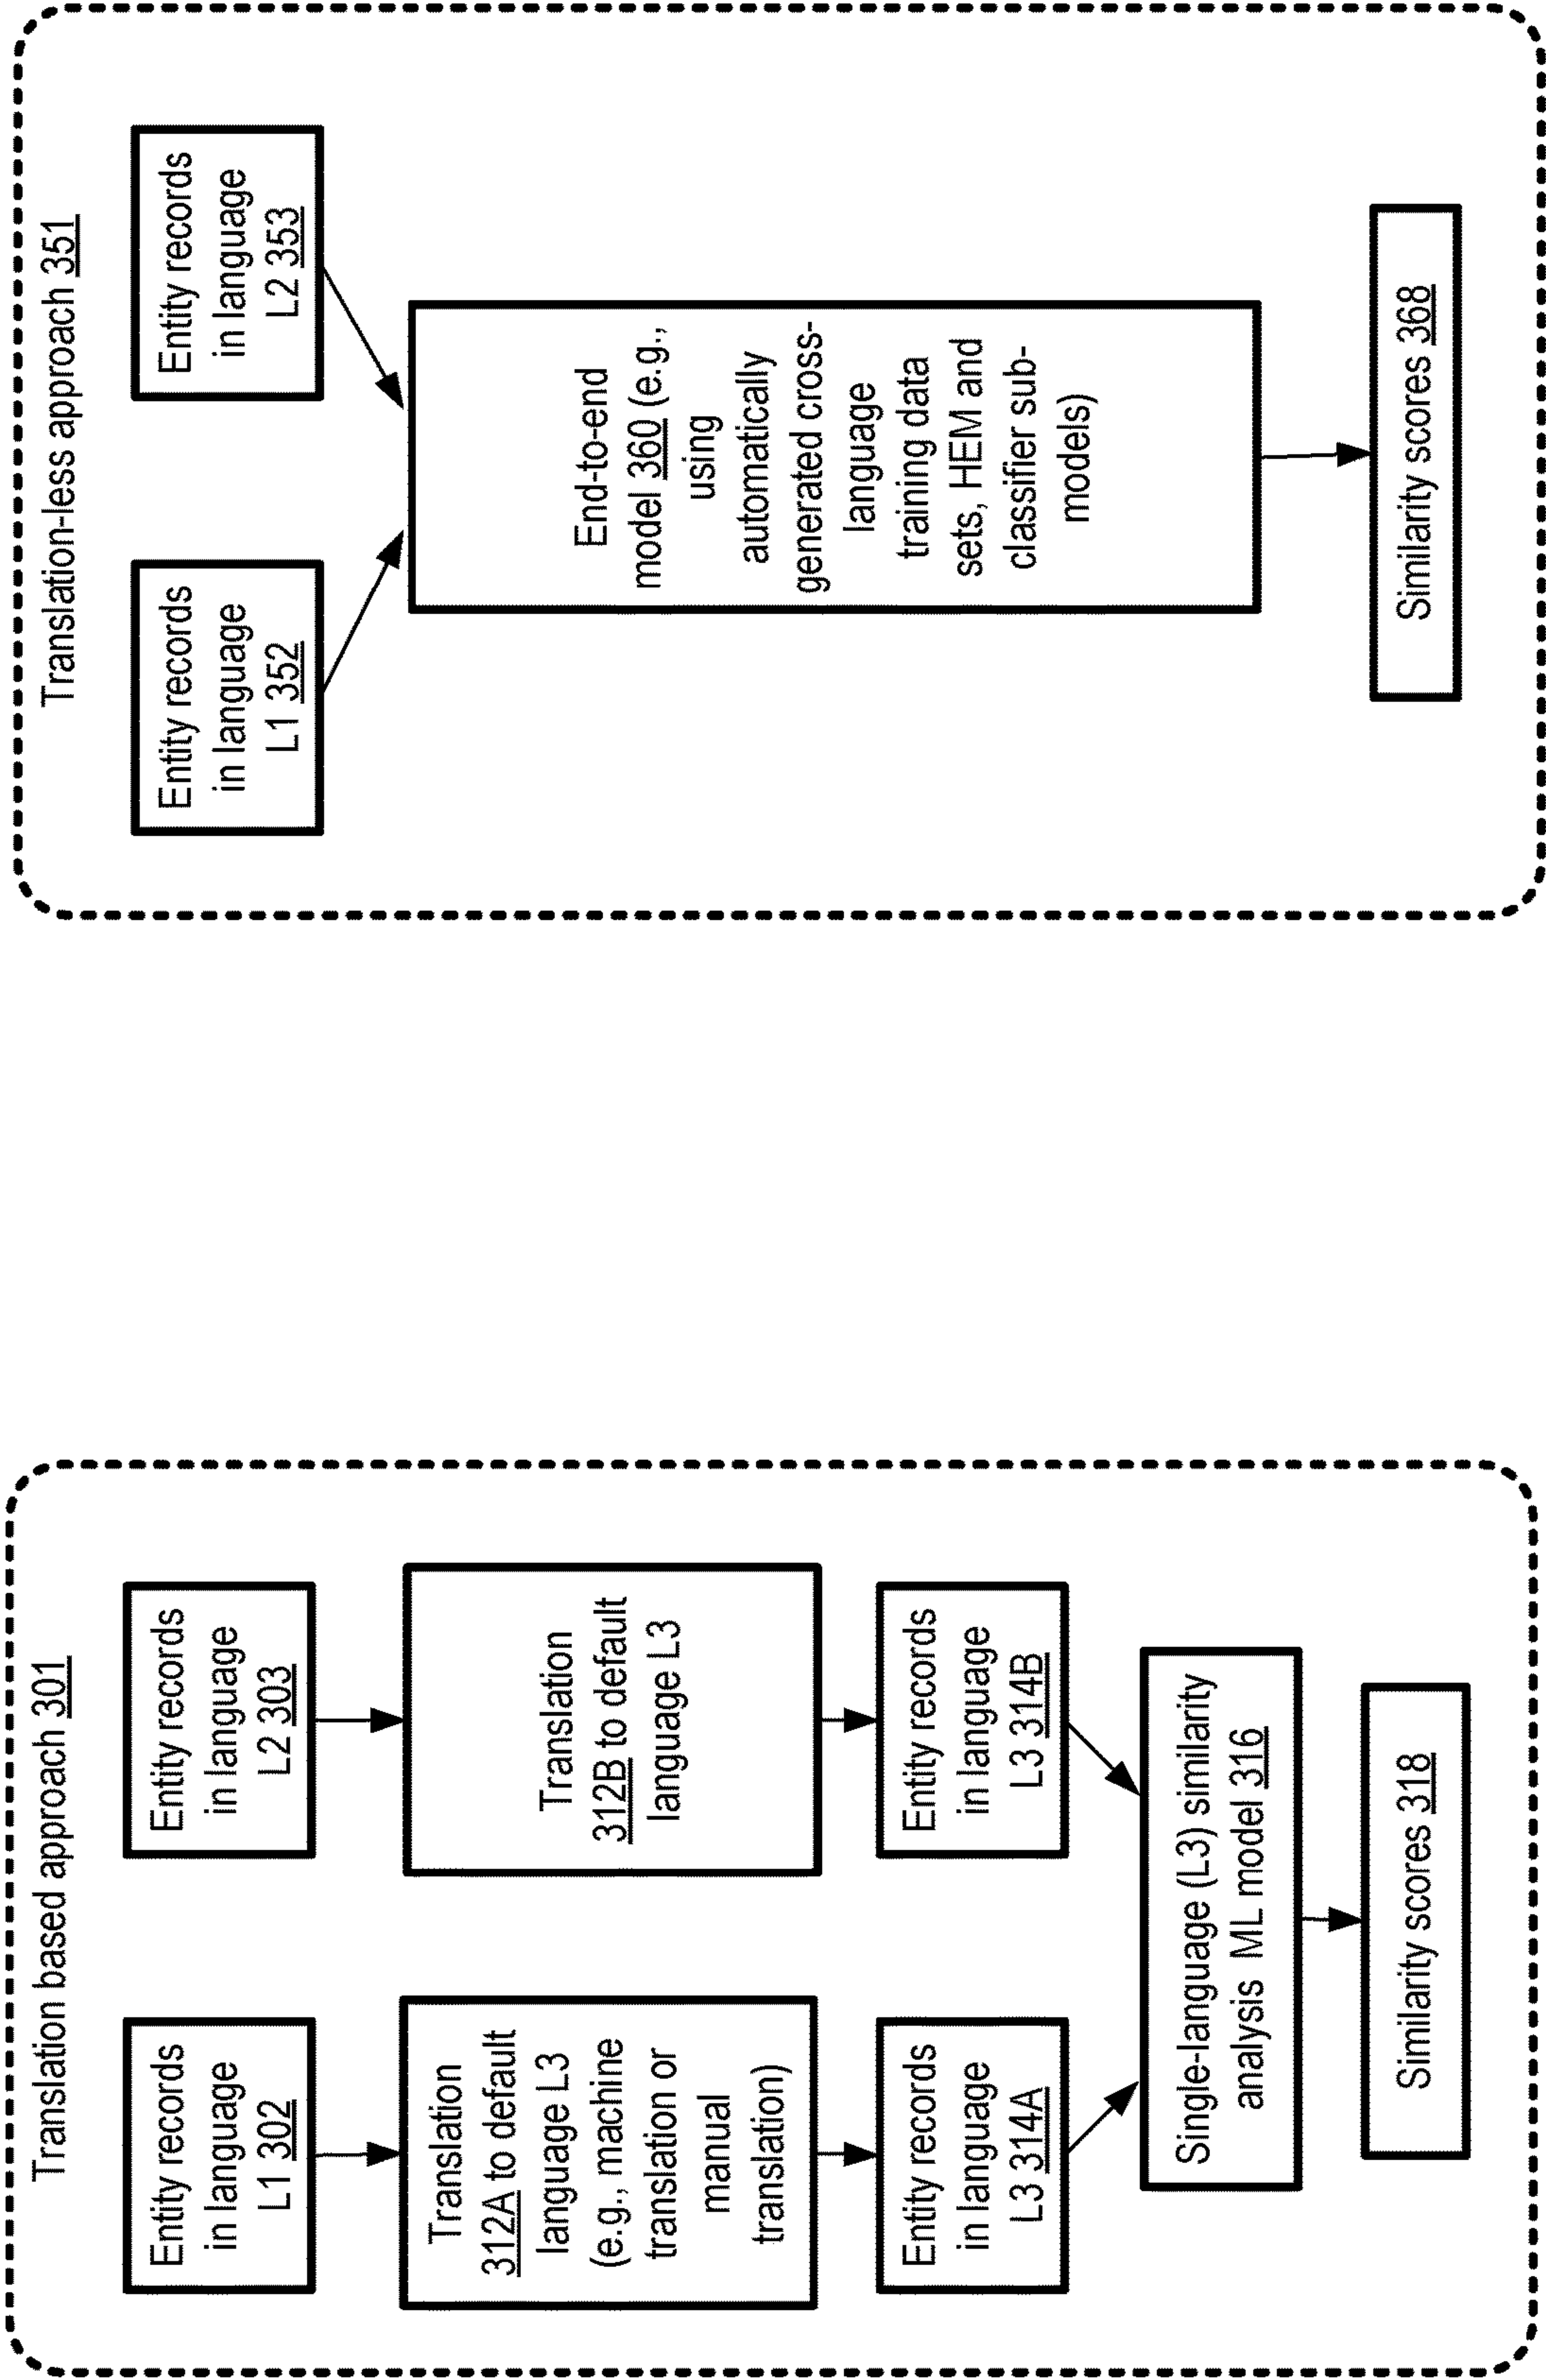 Translation based approach 301
Entity records
in language
L1 302
Entity records
in language
L2 303
Translation
312A to default
language L3
(e.g., machine
translation or
manual
translation)
Translation
312B to default
language L3
Entity records
in language
L3 314A
Entity records
in language
L3 314B
Single-language (L3) similarity
analysis ML model 316
Similarity scores 318
Translation-less approach 351
Entity records
in language
L1 352
Entity records
in language
L2 353
End-to-end
model 360 (e.g.,
using
automatically
generated cross-
language
training data
sets, HEM and
classifier sub-
models)
Similarity scores 368